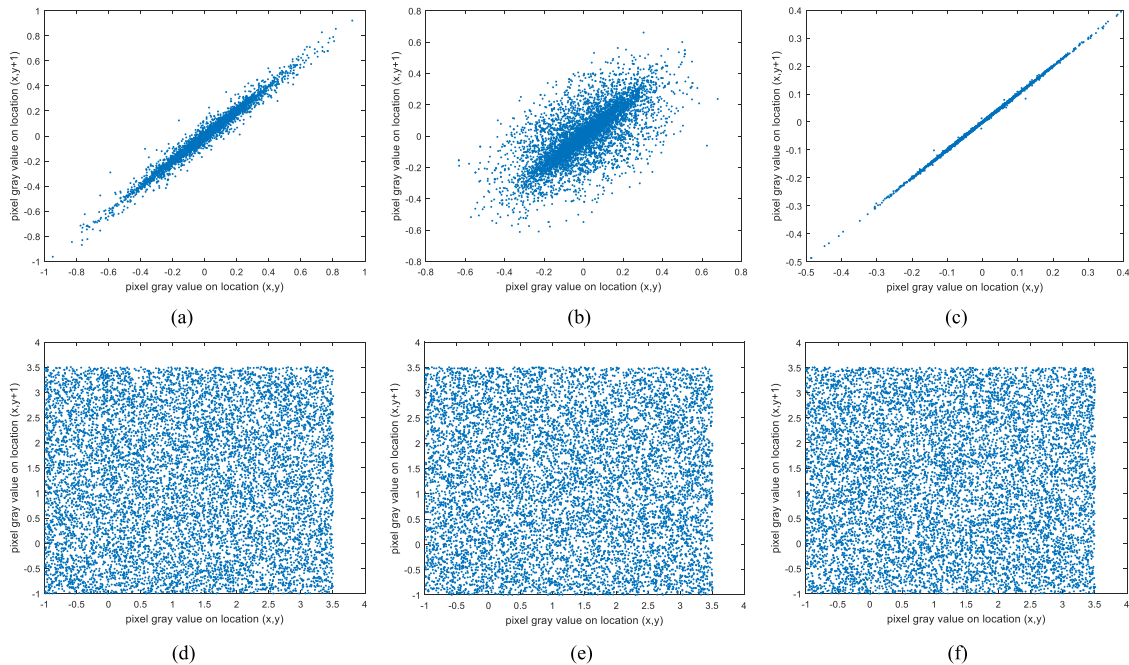 1
0.8
0.6
0.4
0.2
0
-0.2
-0.4
-0.6
-0.8
-1
pixel gray value on location (x,y+1)
-1 -0.8 -0.6 -0.4 -0.2 0 0.2 0.4 0.6 0.8 1
pixel gray value on location (x,y)
(a)
0.8
0.6
0.4
0.2
0
-0.2
-0.4
-0.6
-0.8
pixel gray value on location (x,y+1)
-0.8 -0.6 -0.4 -0.2 0 0.2 0.4 0.6 0.8
pixel gray value on location (x,y)
(b)
0.4
0.3
0.2
0.1
0
-0.1
-0.2
-0.3
-0.4
-0.5
pixel gray value on location (x,y+1)
-0.5 -0.4 -0.3 -0.2 -0.1 0 0.1 0.2 0.3 0.4
pixel gray value on location (x,y)
(c)
4
3.5
3
2.5
2
1.5
1
0.5
0
-0.5
-1
pixel gray value on location (x,y+1)
-1 -0.5 0 0.5 1 1.5 2 2.5 3 3.5 4
pixel gray value on location (x,y)
(d)
4
3.5
3
2.5
2
1.5
1
0.5
0
-0.5
-1
pixel gray value on location (x,y+1)
-1 -0.5 0 0.5 1 1.5 2 2.5 3 3.5 4
pixel gray value on location (x,y)
(e)
4
3.5
3
2.5
2
1.5
1
0.5
0
-0.5
-1
pixel gray value on location (x,y+1)
-1 -0.5 0 0.5 1 1.5 2 2.5 3 3.5 4
pixel gray value on location (x,y)
(f)